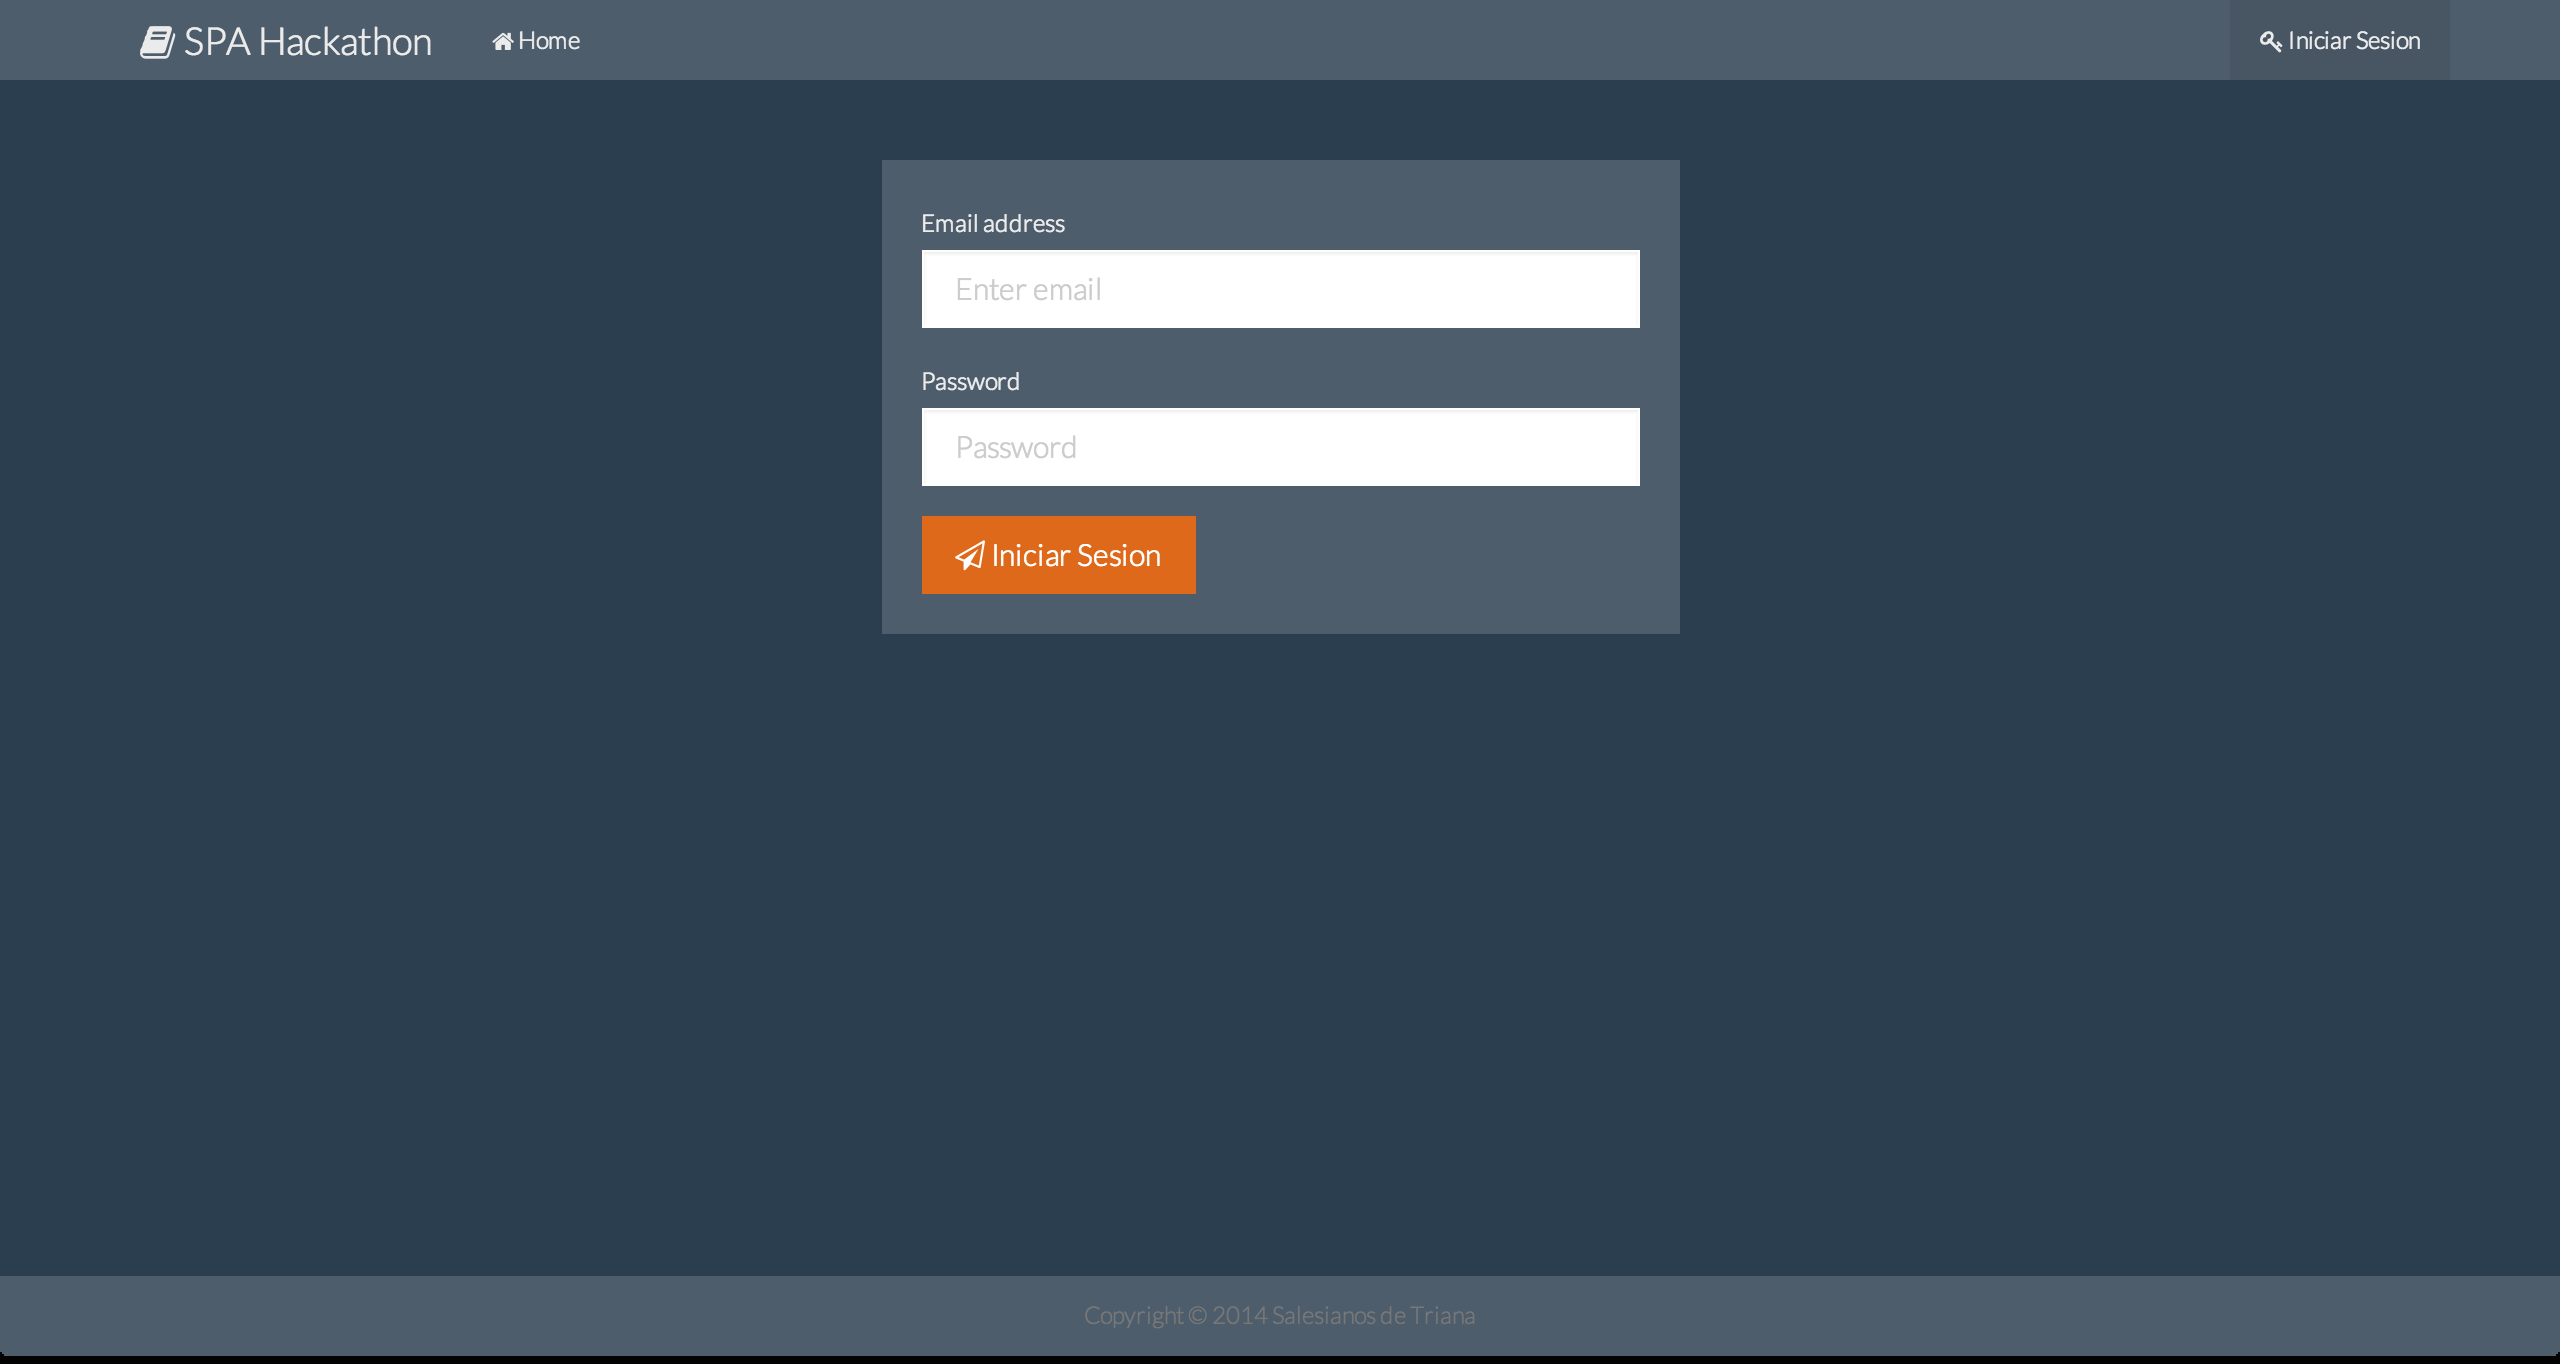 SPA Hackathon
Home
Iniciar Sesion
Email address
Enter email
Password
Password
Iniciar Sesion
Copyright © 2014 Salesianos de Triana